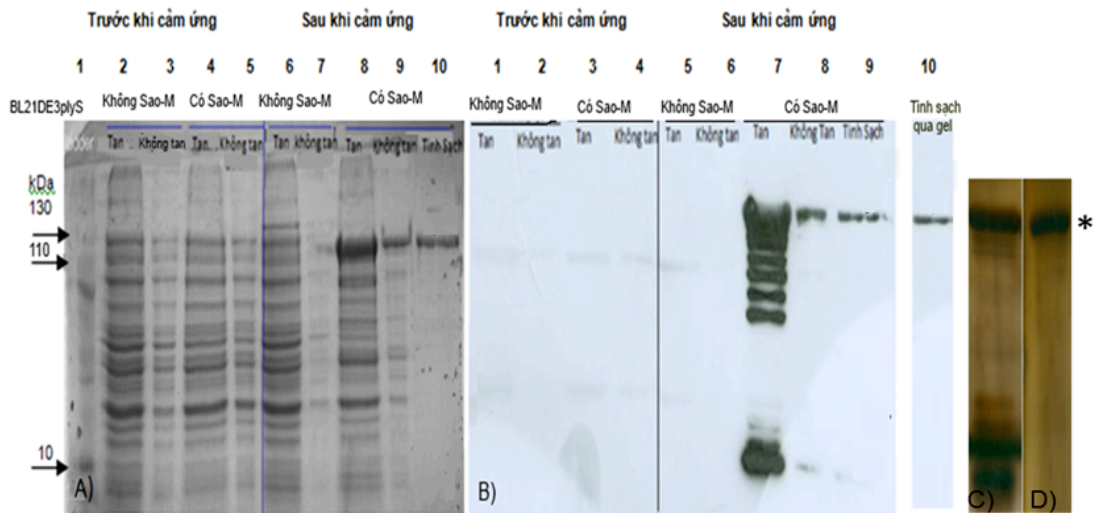 Trước khi cảm ứng Sau khi cảm ứng Trước khi cảm ứng Sau khi cảm ứng
1 2 3 4 5 6 7 8 9 10 1 2 3 4 5 6 7 8 9 10
BL21DE3plyS Không Sao-M Có Sao-M Không Sao-M Có Sao-M Không Sao-M Có Sao-M Không Sao-M Có Sao-M Tinh sạch
qua gel
Tan Không tan Tan Không tan Tan Không tan Tan Không tan Tinh Sạch Tan Không tan Tan Không tan Tan Không tan Tan Không Tan Tinh Sạch
kDa
130
110
10
*
A) B) C) D)